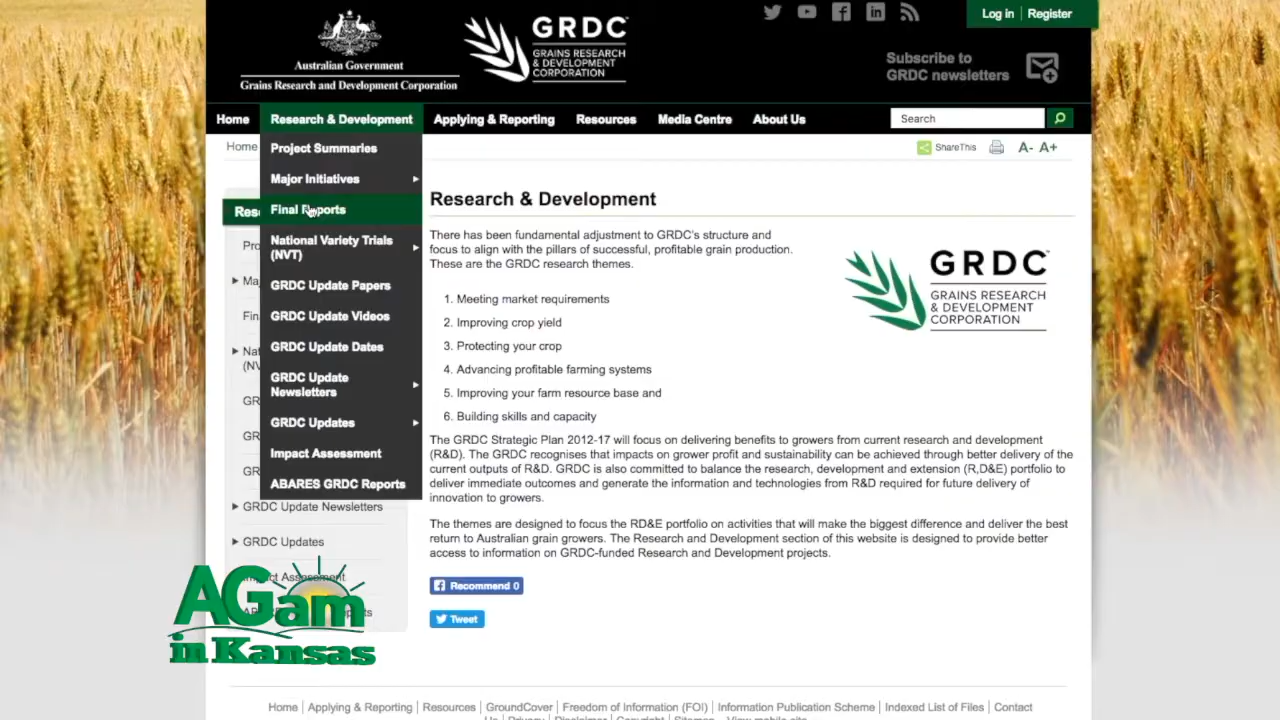 Log in | Register
Australian Government
Grains Research and Development Corporation
GRDC™
GRAINS RESEARCH
& DEVELOPMENT
CORPORATION
Subscribe to
GRDC newsletters
Home Research & Development Applying & Reporting Resources Media Centre About Us Search
Home
ShareThis A- A+
Project Summaries
Major Initiatives
Final Reports
National Variety Trials
(NVT)
GRDC Update Papers
GRDC Update Videos
GRDC Update Dates
GRDC Update
Newsletters
GRDC Updates
Impact Assessment
ABARES GRDC Reports
GRDC Update Newsletters
GRDC Updates
Research & Development
There has been fundamental adjustment to GRDC's structure and
focus to align with the pillars of successful, profitable grain production.
These are the GRDC research themes.
1. Meeting market requirements
2. Improving crop yield
3. Protecting your crop
4. Advancing profitable farming systems
5. Improving your farm resource base and
6. Building skills and capacity
GRDC™
GRAINS RESEARCH
& DEVELOPMENT
CORPORATION
The GRDC Strategic Plan 2012-17 will focus on delivering benefits to growers from current research and development
(R&D). The GRDC recognises that impacts on grower profit and sustainability can be achieved through better delivery of the
current outputs of R&D. GRDC is also committed to balance the research, development and extension (R,D&E) portfolio to
deliver immediate outcomes and generate the information and technologies from R&D required for future delivery of
innovation to growers.
The themes are designed to focus the RD&E portfolio on activities that will make the biggest difference and deliver the best
return to Australian grain growers. The Research and Development section of this website is designed to provide better
access to information on GRDC-funded Research and Development projects.
Recommend 0
Tweet
AGam
in Kansas
Home | Applying & Reporting | Resources | GroundCover | Freedom of Information (FOI) | Information Publication Scheme | Indexed List of Files | Contact